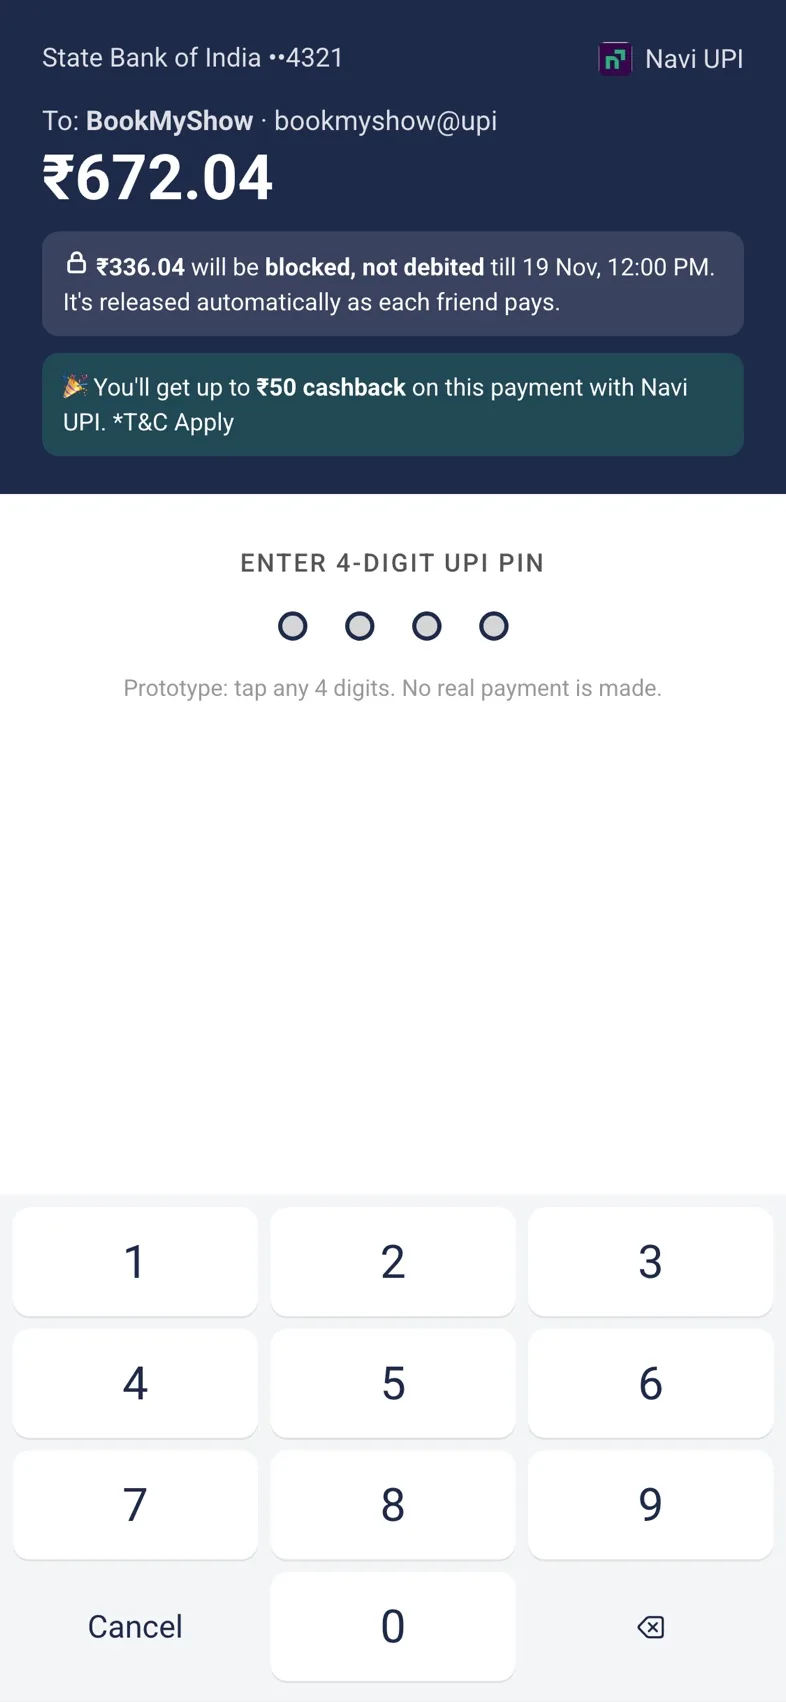 State Bank of India ••4321
Navi UPI
To: BookMyShow · bookmyshow@upi
₹672.04
₹336.04 will be blocked, not debited till 19 Nov, 12:00 PM.
It's released automatically as each friend pays.
🎉 You'll get up to ₹50 cashback on this payment with Navi
UPI. *T&C Apply
ENTER 4-DIGIT UPI PIN
Prototype: tap any 4 digits. No real payment is made.
1 2 3
4 5 6
7 8 9
Cancel 0